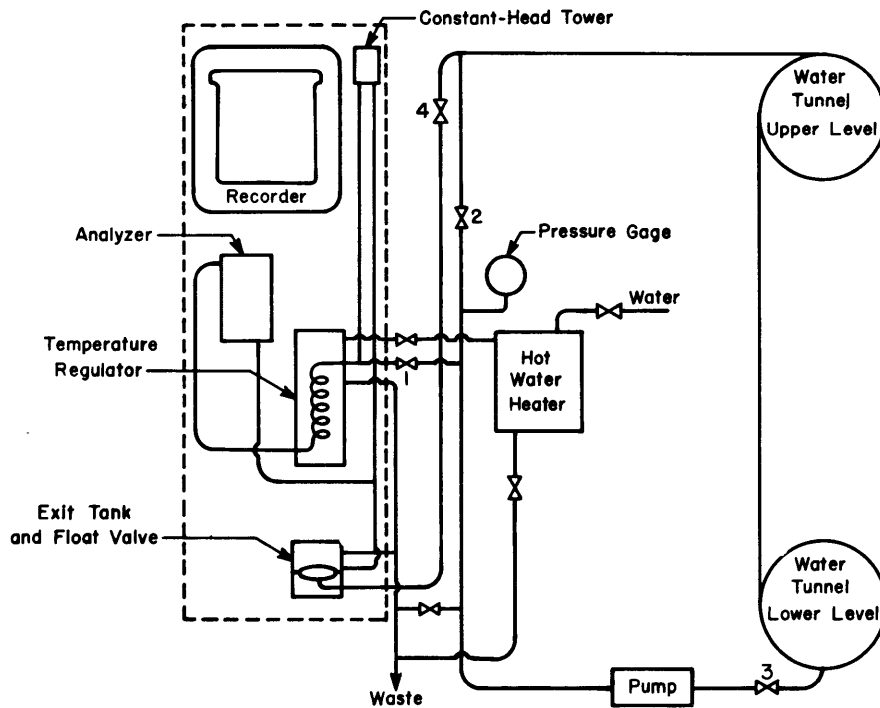 Constant-Head Tower
Water
Tunnel
Upper Level
4
Recorder
2
Analyzer
Pressure Gage
Water
Temperature
Regulator
Hot
Water
Heater
1
Exit Tank
and Float Valve
Water
Tunnel
Lower Level
3
Pump
Waste